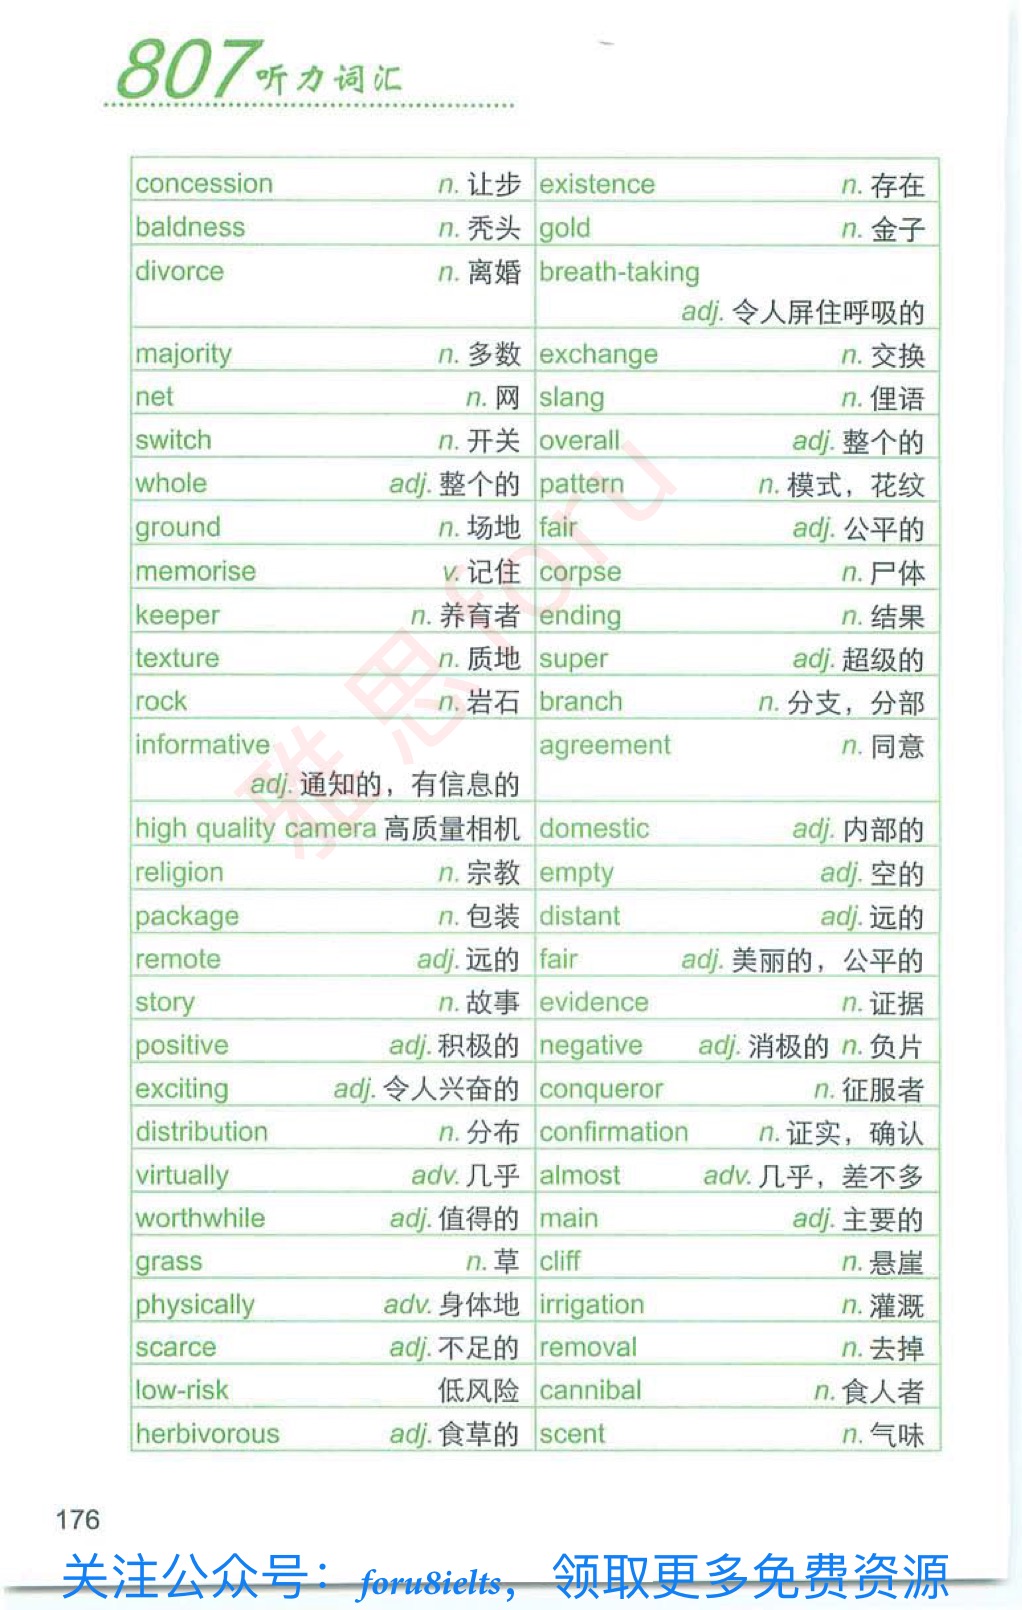 807听力词汇
concession n. 让步 existence n. 存在
baldness n. 秃头 gold n. 金子
divorce n. 离婚 breath-taking
adj. 令人屏住呼吸的
majority n. 多数 exchange n. 交换
net n. 网 slang n. 俚语
switch n. 开关 overall adj. 整个的
whole adj. 整个的 pattern n. 模式，花纹
ground n. 场地 fair adj. 公平的
memorise v. 记住 corpse n. 尸体
keeper n. 养育者 ending n. 结果
texture n. 质地 super adj. 超级的
rock n. 岩石 branch n. 分支，分部
informative agreement n. 同意
adj. 通知的，有信息的
high quality camera 高质量相机 domestic adj. 内部的
religion n. 宗教 empty adj. 空的
package n. 包装 distant adj. 远的
remote adj. 远的 fair adj. 美丽的，公平的
story n. 故事 evidence n. 证据
positive adj. 积极的 negative adj. 消极的 n. 负片
exciting adj. 令人兴奋的 conqueror n. 征服者
distribution n. 分布 confirmation n. 证实，确认
virtually adv. 几乎 almost adv. 几乎，差不多
worthwhile adj. 值得的 main adj. 主要的
grass n. 草 cliff n. 悬崖
physically adv. 身体地 irrigation n. 灌溉
scarce adj. 不足的 removal n. 去掉
low-risk 低风险 cannibal n. 食人者
herbivorous adj. 食草的 scent n. 气味
雅思foru
176
关注公众号：foru8ielts，领取更多免费资源